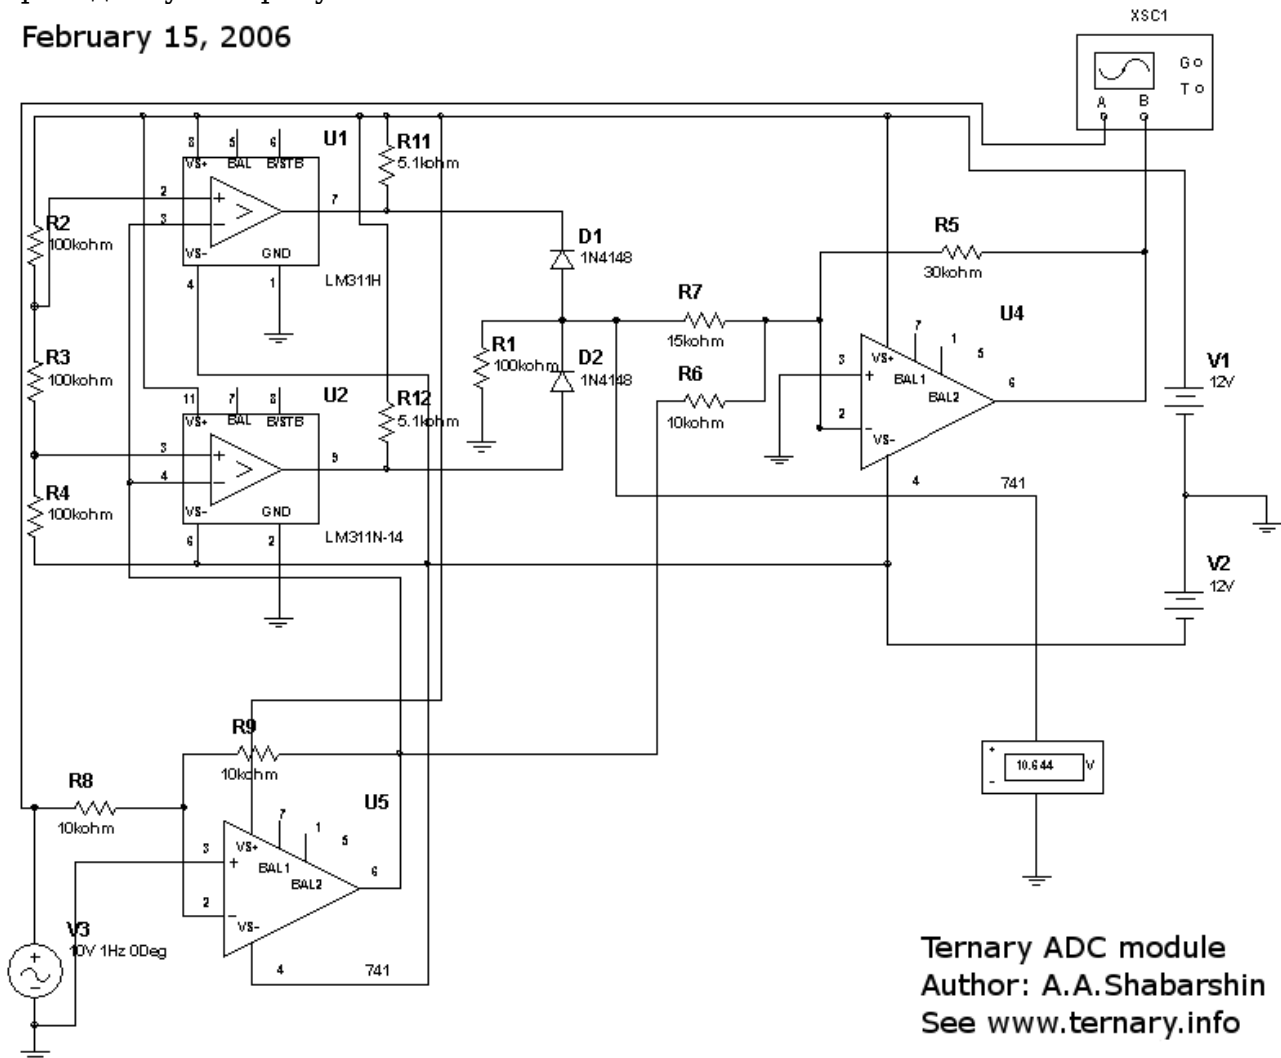 February 15, 2006
XSC1
G
T
A B
8 5 6 U1
VS+ BAL B/STB
R11
5.1kohm
2
3
7
+
−
>
VS- GND
LM311H
4 1
R2
100kohm
D1
1N4148
R5
30kohm
R7
15kohm
U4
R1
100kohm
D2
1N4148
R3
100kohm
R6
10kohm
7
1
5
3
VS+
BAL1
+
BAL2
6
2
−
VS-
4
741
V1
12V
11 7 8 U2
VS+ BAL B/STB
R12
5.1kohm
3
4
9
+
−
>
VS- GND
LM311N-14
6 2
R4
100kohm
V2
12V
R9
10kohm
+
−
10.644 V
R8
10kohm
U5
7
1
5
3
VS+
+
BAL1
BAL2
6
2
−
VS-
4
741
V3
10V 1Hz 0Deg
+
−
Ternary ADC module
Author: A.A.Shabarshin
See www.ternary.info